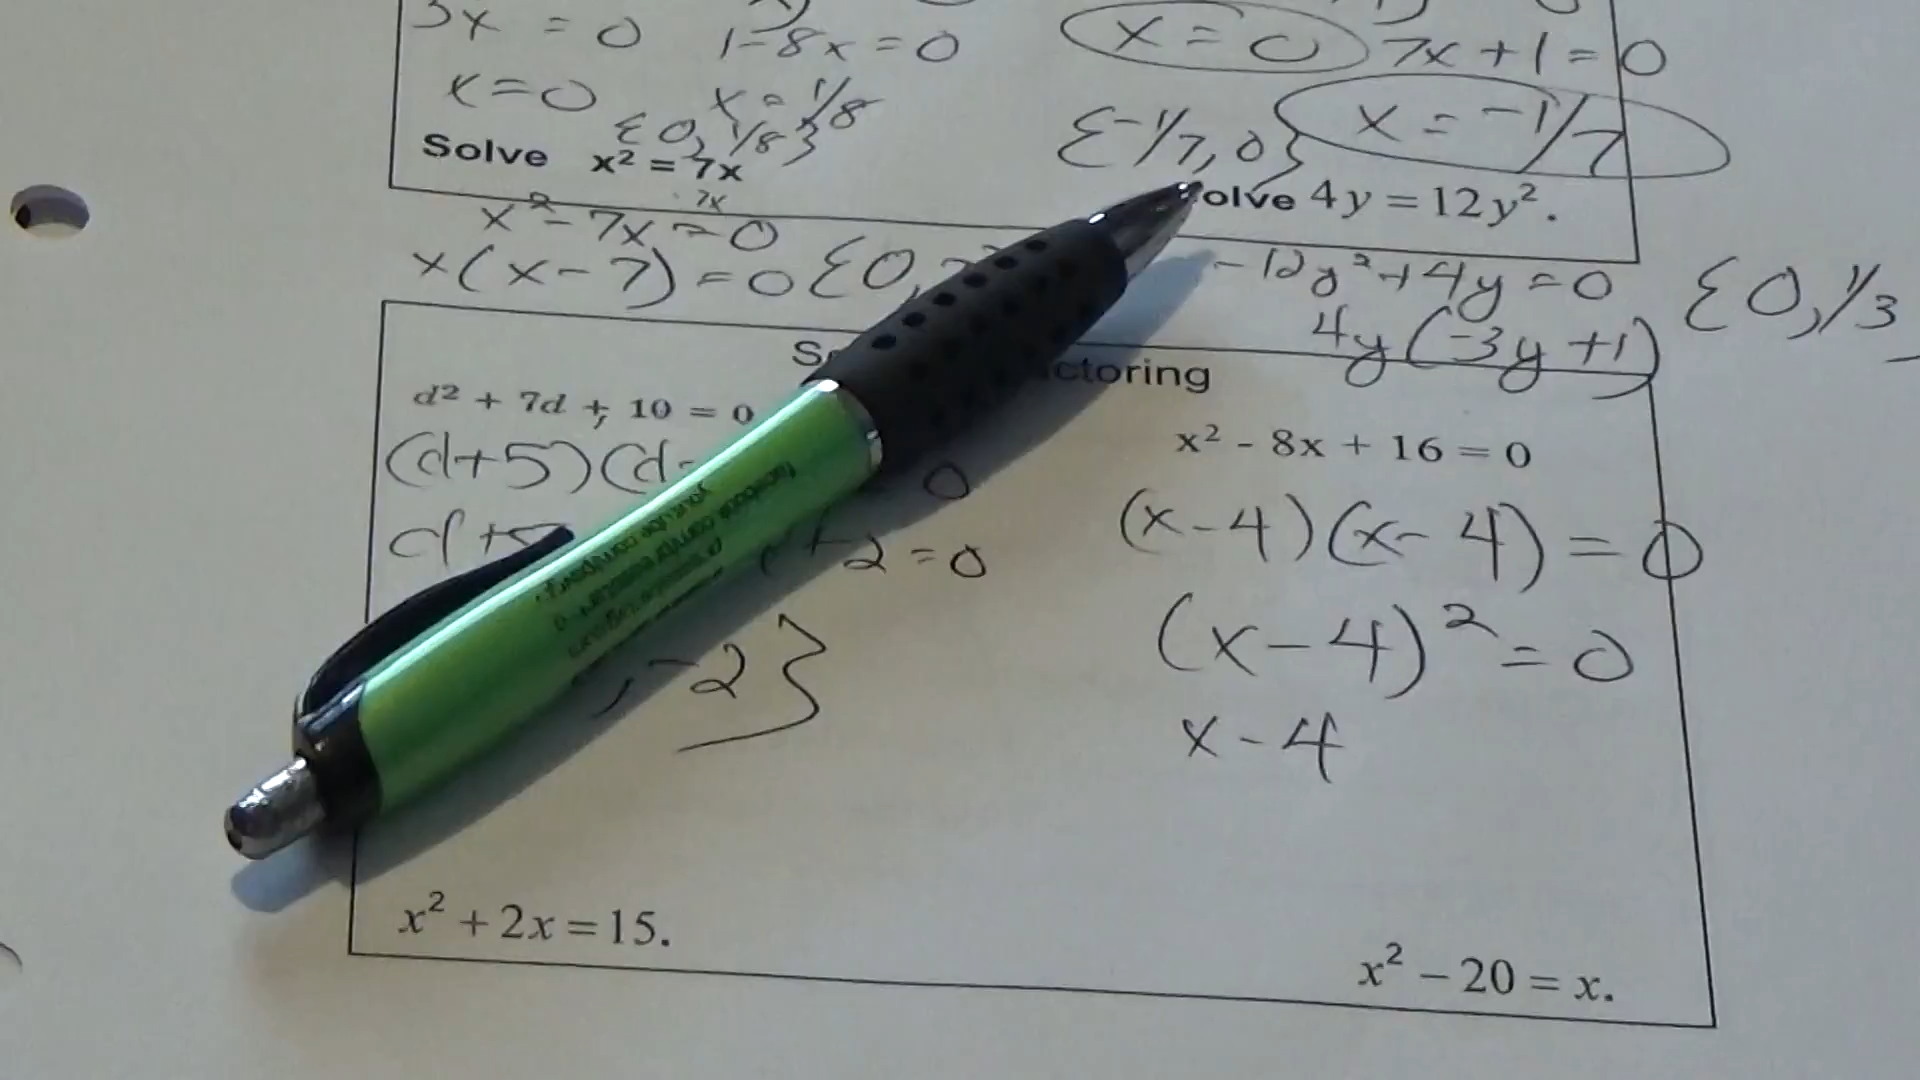 3x = 0 1-8x = 0
x = 0 7x + 1 = 0
x = 0 x = 1/8
{0, 1/8}
{-1/7, 0} x = -1/7
Solve x² = 7x
olve 4y = 12y².
7x
x² - 7x = 0
x(x - 7) = 0 {0,
-12y² + 4y = 0 {0, 1/3
4y(-3y + 1)
ctoring
d² + 7d + 10 = 0
x² - 8x + 16 = 0
(d+5)(d 0
(x - 4)(x - 4) = 0
d + +2 = 0
(x - 4)² = 0
, -2}
x - 4
x² + 2x = 15.
x² - 20 = x.